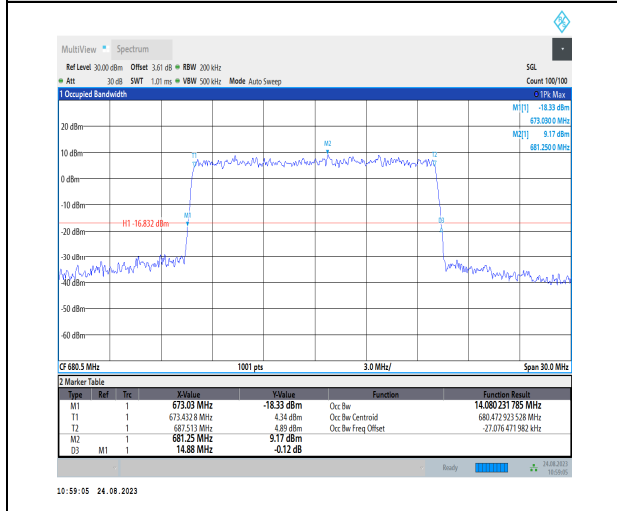 MultiView Spectrum
Ref Level 30.00 dBm Offset 3.61 dB RBW 200 kHz SGL
Att 30 dB SWT 1.01 ms VBW 500 kHz Mode Auto Sweep Count 100/100
1 Occupied Bandwidth 1Pk Max
M1[1] -18.33 dBm
673.030 0 MHz
20 dBm
M2[1] 9.17 dBm
681.250 0 MHz
M2
10 dBm
T1 T2
0 dBm
-10 dBm
M1
H1 -16.832 dBm
D3
-20 dBm
-30 dBm
-40 dBm
-50 dBm
-60 dBm
CF 680.5 MHz 1001 pts 3.0 MHz/ Span 30.0 MHz
2 Marker Table
Type Ref Trc X-Value Y-Value Function Function Result
M1 1 673.03 MHz -18.33 dBm Occ Bw 14.080 231 785 MHz
T1 1 673.432 8 MHz 4.34 dBm Occ Bw Centroid 680.472 923 528 MHz
T2 1 687.513 MHz 4.89 dBm Occ Bw Freq Offset -27.076 471 982 kHz
M2 1 681.25 MHz 9.17 dBm
D3 M1 1 14.88 MHz -0.12 dB
Ready 24.08.2023
10:59:05
10:59:05 24.08.2023